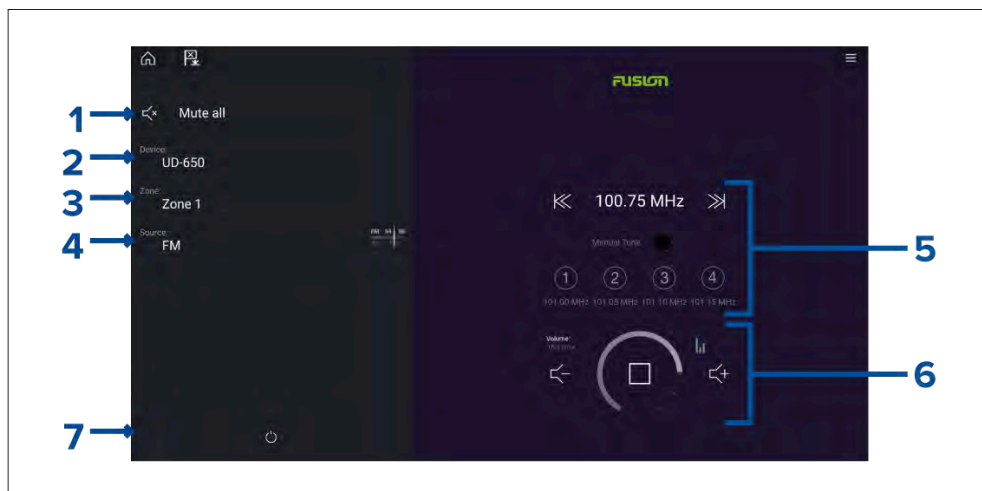 FUSION
1
Mute all
2
Device:
UD-650
3
Zone:
Zone 1
4
Source:
FM
100.75 MHz
Manual Tune
1 2 3 4
101.00 MHz 101.05 MHz 101.10 MHz 101.15 MHz
5
Volume:
6
7